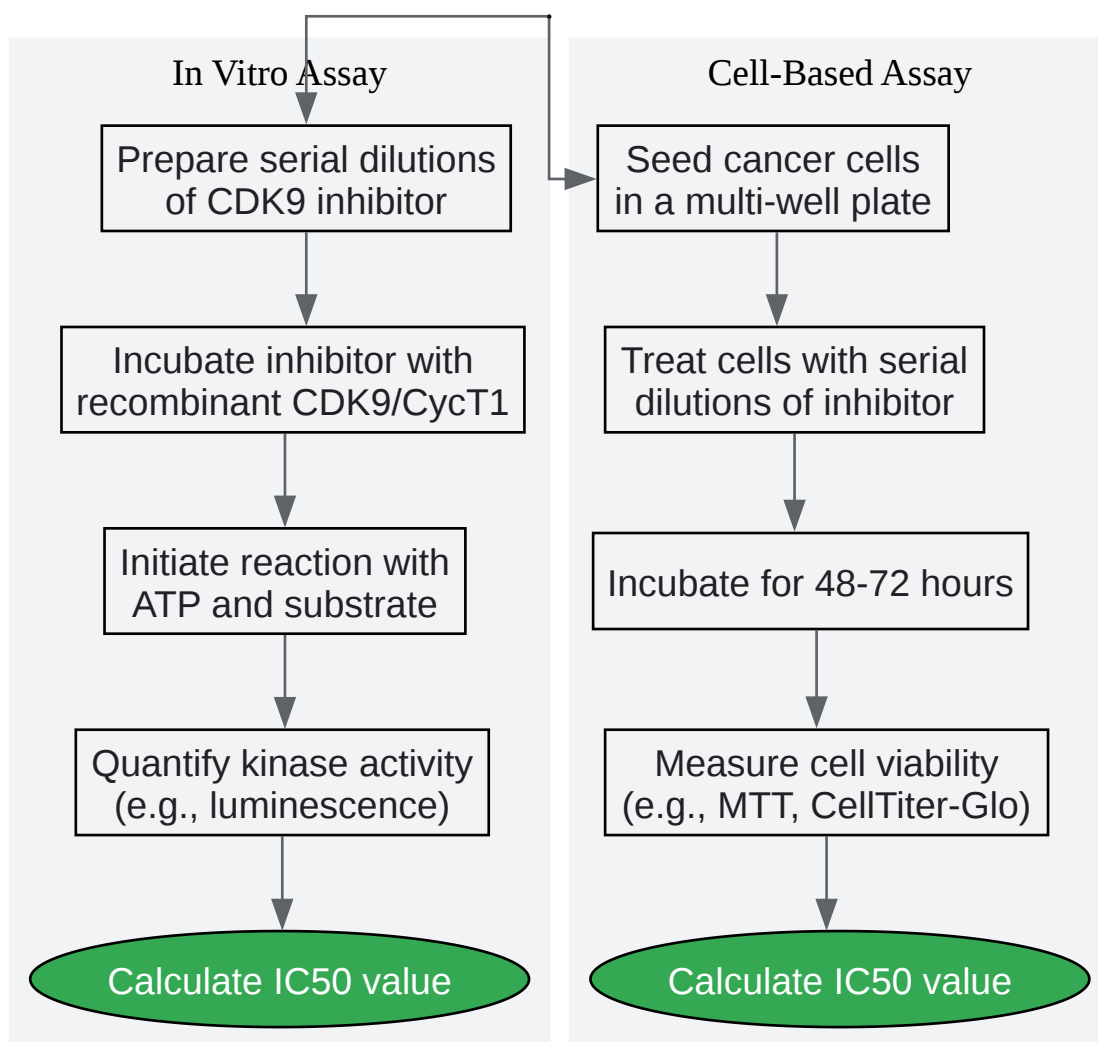 In Vitro Assay
Prepare serial dilutions
of CDK9 inhibitor
Incubate inhibitor with
recombinant CDK9/CycT1
Initiate reaction with
ATP and substrate
Quantify kinase activity
(e.g., luminescence)
Calculate IC50 value
Cell-Based Assay
Seed cancer cells
in a multi-well plate
Treat cells with serial
dilutions of inhibitor
Incubate for 48-72 hours
Measure cell viability
(e.g., MTT, CellTiter-Glo)
Calculate IC50 value